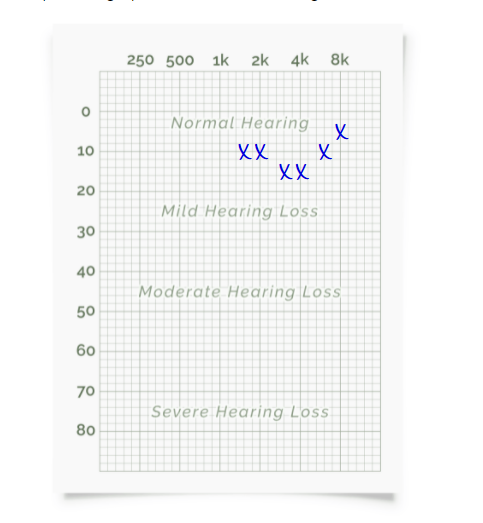 250 500 1k 2k 4k 8k
0
Normal Hearing
X
10
X X X
X X
20
Mild Hearing Loss
30
40
Moderate Hearing Loss
50
60
70
Severe Hearing Loss
80